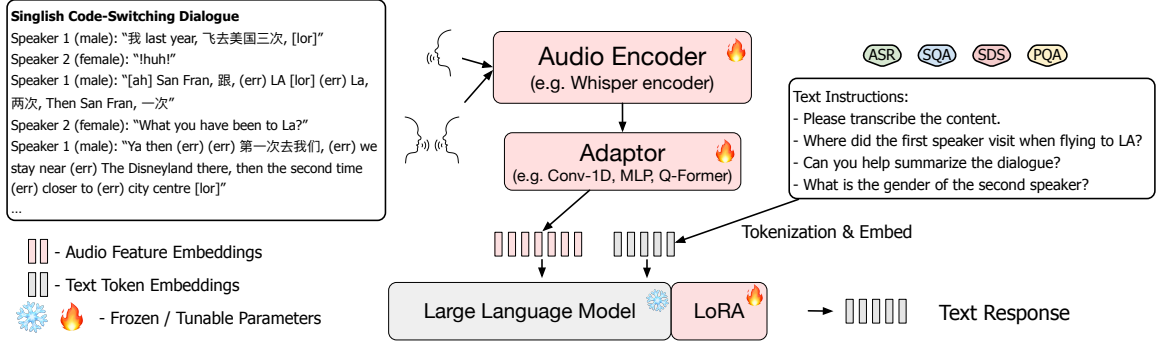 Singlish Code-Switching Dialogue
Speaker 1 (male): “我 last year, 飞去美国三次, [lor]”
Speaker 2 (female): “!huh!”
Speaker 1 (male): “[ah] San Fran, 跟, (err) LA [lor] (err) La,
两次, Then San Fran, 一次”
Speaker 2 (female): “What you have been to La?”
Speaker 1 (male): “Ya then (err) (err) 第一次去我们, (err) we
stay near (err) The Disneyland there, then the second time
(err) closer to (err) city centre [lor]”
...
- Audio Feature Embeddings
- Text Token Embeddings
- Frozen / Tunable Parameters
Audio Encoder
(e.g. Whisper encoder)
Adaptor
(e.g. Conv-1D, MLP, Q-Former)
ASR SQA SDS PQA
Text Instructions:
- Please transcribe the content.
- Where did the first speaker visit when flying to LA?
- Can you help summarize the dialogue?
- What is the gender of the second speaker?
Tokenization & Embed
Large Language Model
LoRA
Text Response